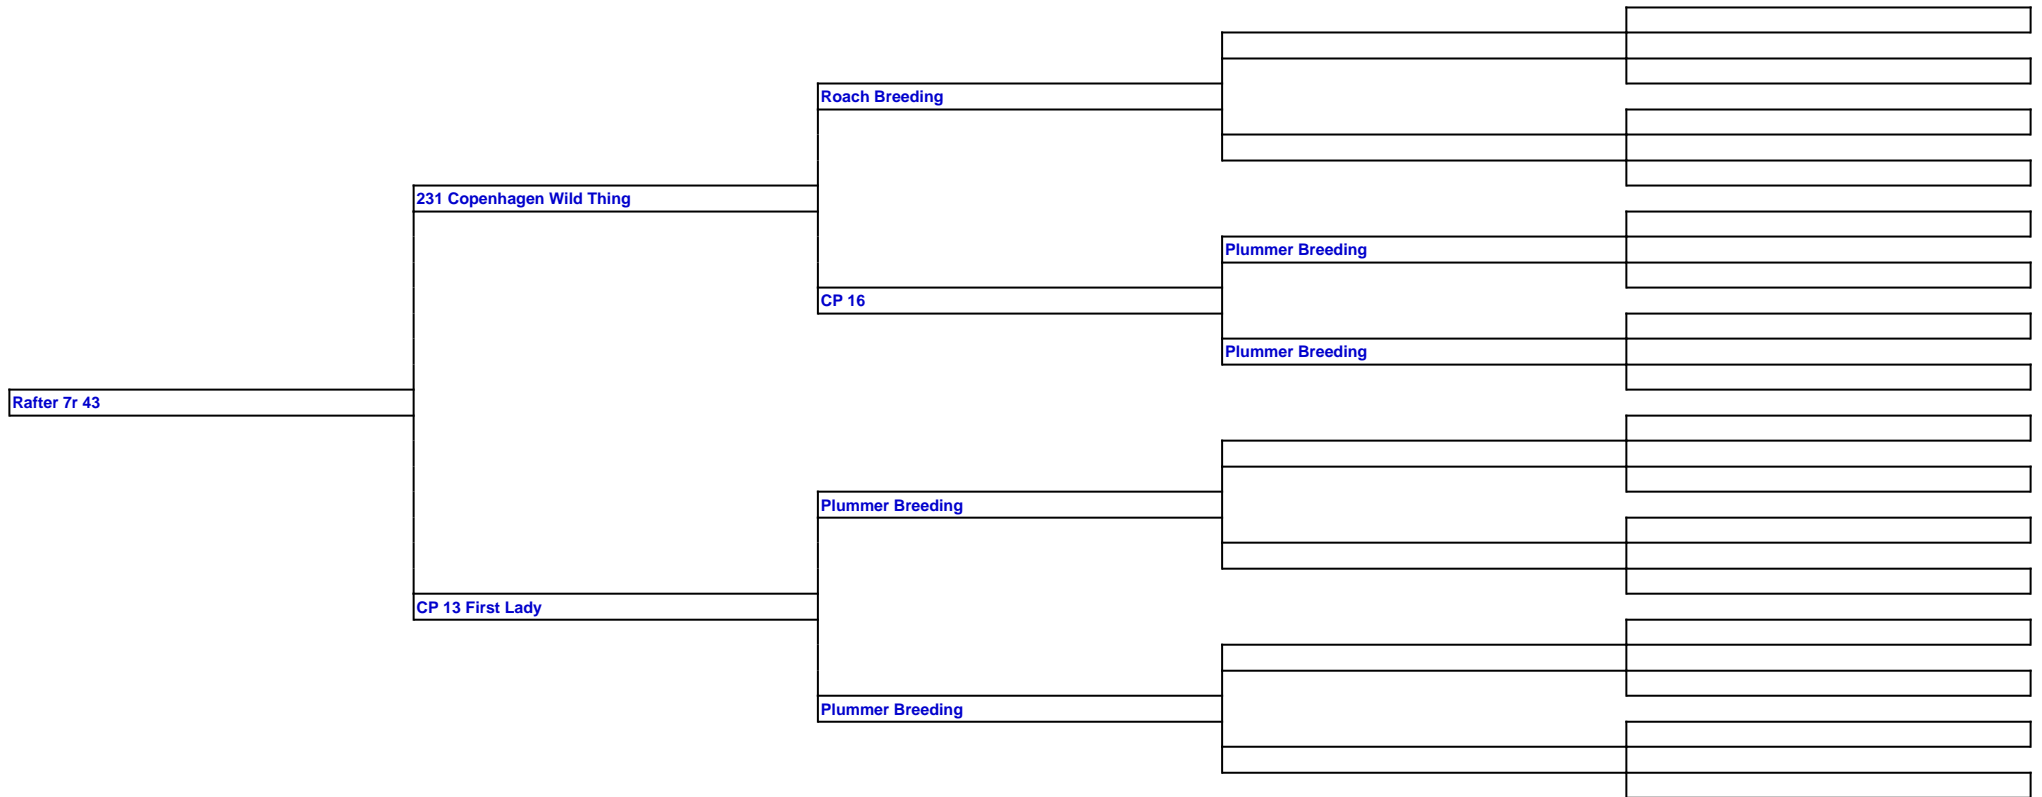 Roach Breeding
231 Copenhagen Wild Thing
Plummer Breeding
CP 16
Plummer Breeding
Rafter 7r 43
Plummer Breeding
CP 13 First Lady
Plummer Breeding